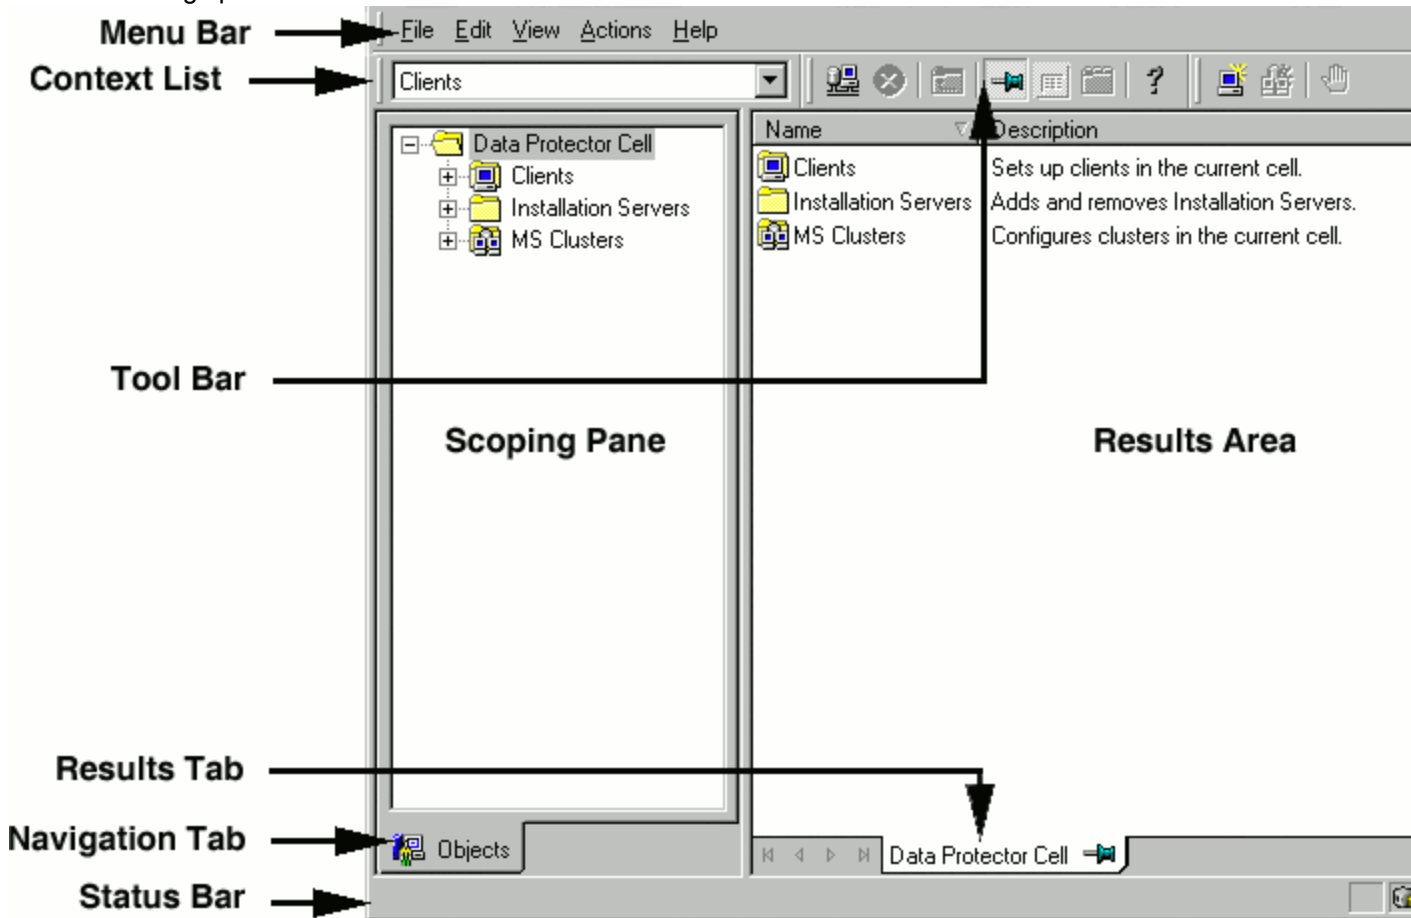 Menu Bar
File Edit View Actions Help
Context List
Clients
?
Data Protector Cell
Clients
Installation Servers
MS Clusters
Name Description
Clients Sets up clients in the current cell.
Installation Servers Adds and removes Installation Servers.
MS Clusters Configures clusters in the current cell.
Tool Bar
Scoping Pane
Results Area
Results Tab
Navigation Tab
Objects
Data Protector Cell
Status Bar